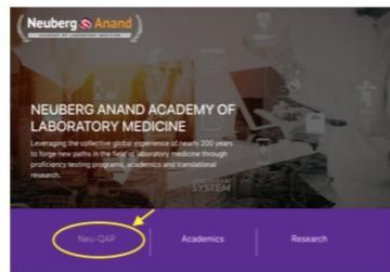 Neuberg Anand
ACADEMY OF LABORATORY MEDICINE
NEUBERG ANAND ACADEMY OF
LABORATORY MEDICINE
Leveraging the collective global experience of nearly 200 years
to forge new paths in the field of laboratory medicine through
proficiency testing programs, academics and translational
research.
SYSTEM
Neu-QAP
Academics
Research